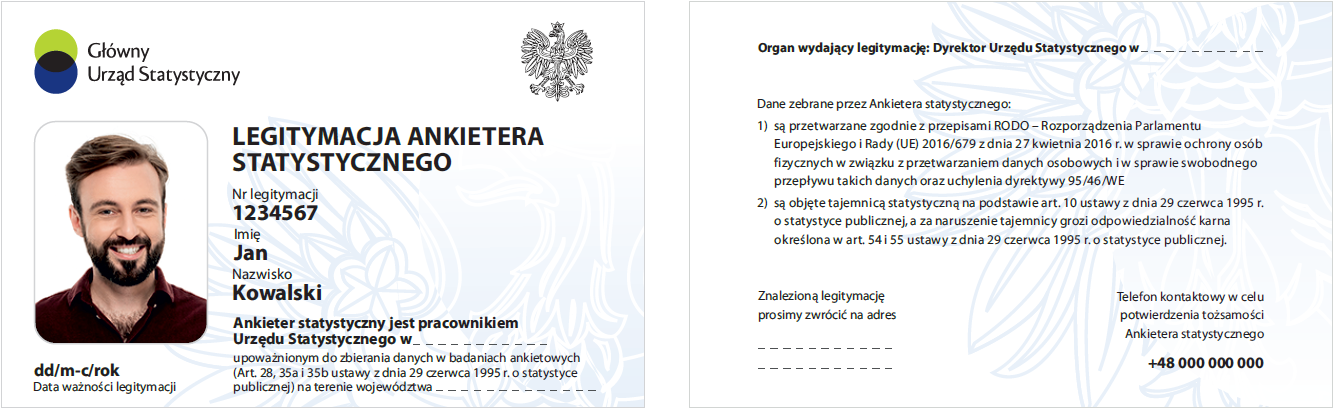 Główny
Urząd Statystyczny
LEGITYMACJA ANKIETERA
STATYSTYCZNEGO
Nr legitymacji
1234567
Imię
Jan
Nazwisko
Kowalski
Ankieter statystyczny jest pracownikiem
Urzędu Statystycznego w_ _ _ _ _ _ _ _ _ _ _ _
upoważnionym do zbierania danych w badaniach ankietowych
(Art. 28, 35a i 35b ustawy z dnia 29 czerwca 1995 r. o statystyce
publicznej) na terenie województwa _ _ _ _ _ _ _ _ _ _ _ _ _
dd/m-c/rok
Data ważności legitymacji
Organ wydający legitymację: Dyrektor Urzędu Statystycznego w_ _ _ _ _ _ _ _ _ _ _
Dane zebrane przez Ankietera statystycznego:
1) są przetwarzane zgodnie z przepisami RODO – Rozporządzenia Parlamentu
Europejskiego i Rady (UE) 2016/679 z dnia 27 kwietnia 2016 r. w sprawie ochrony osób
fizycznych w związku z przetwarzaniem danych osobowych i w sprawie swobodnego
przepływu takich danych oraz uchylenia dyrektywy 95/46/WE
2) są objęte tajemnicą statystyczną na podstawie art. 10 ustawy z dnia 29 czerwca 1995 r.
o statystyce publicznej, a za naruszenie tajemnicy grozi odpowiedzialność karna
określona w art. 54 i 55 ustawy z dnia 29 czerwca 1995 r. o statystyce publicznej.
Znalezioną legitymację
prosimy zwrócić na adres
_ _ _ _ _ _ _ _ _ _ _ _
_ _ _ _ _ _ _ _ _ _ _ _
Telefon kontaktowy w celu
potwierdzenia tożsamości
Ankietera statystycznego
+48 000 000 000